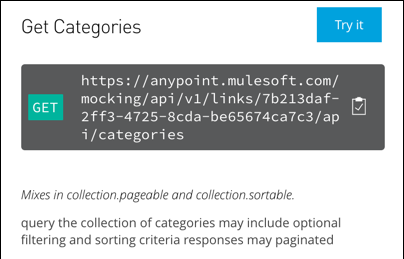 Get Categories
Try it
GET
https://anypoint.mulesoft.com/
mocking/api/v1/links/7b213daf-
2ff3-4725-8cda-be65674ca7c3/ap
i/categories
Mixes in collection.pageable and collection.sortable.
query the collection of categories may include optional
filtering and sorting criteria responses may paginated